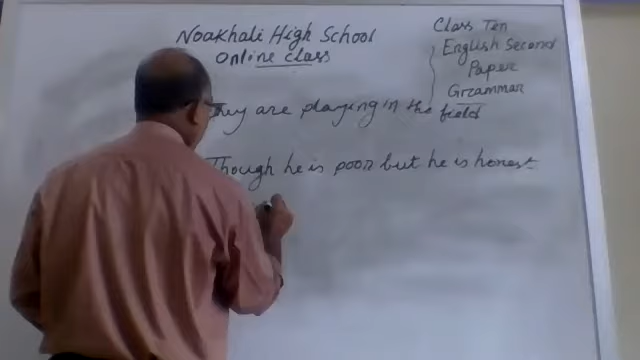 Noakhali High School
Online class
Class Ten
English Second
Paper
Grammar
They are playing in the field
Though he is poor but he is honest